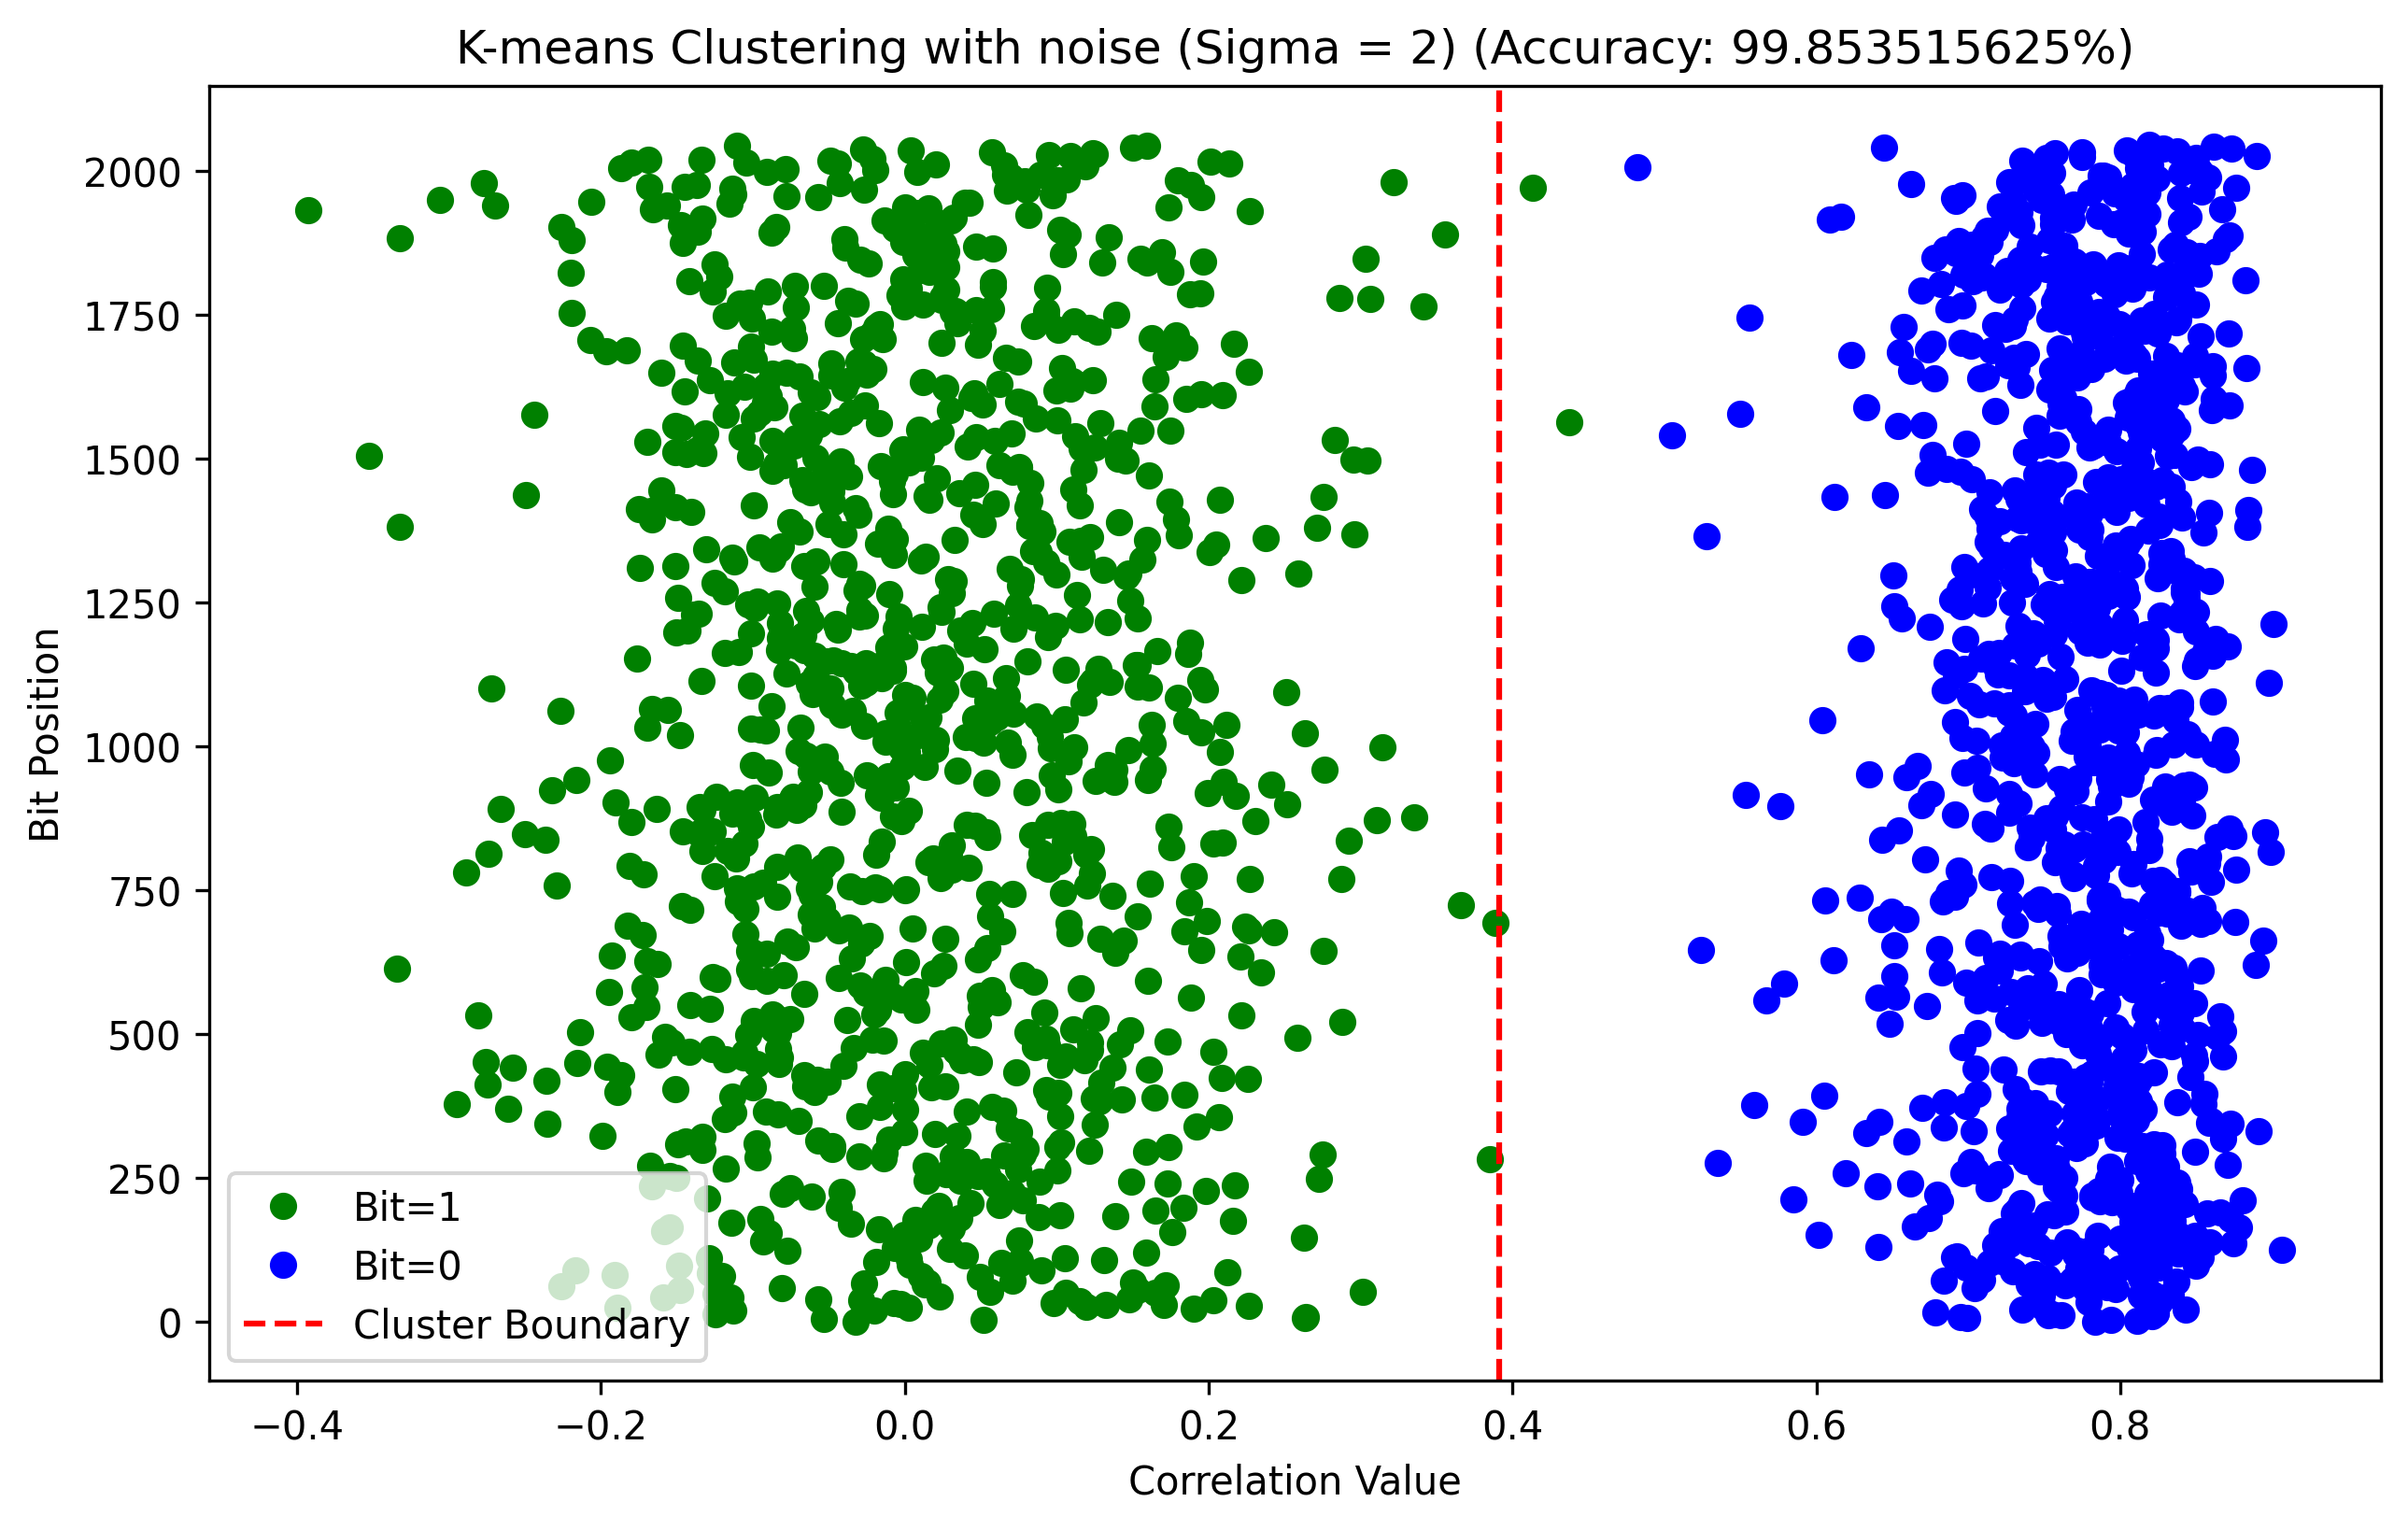 K-means Clustering with noise (Sigma = 2) (Accuracy: 99.853515625%)
Bit Position
2000
1750
1500
1250
1000
750
500
250
0
Bit=1
Bit=0
Cluster Boundary
−0.4 −0.2 0.0 0.2 0.4 0.6 0.8
Correlation Value